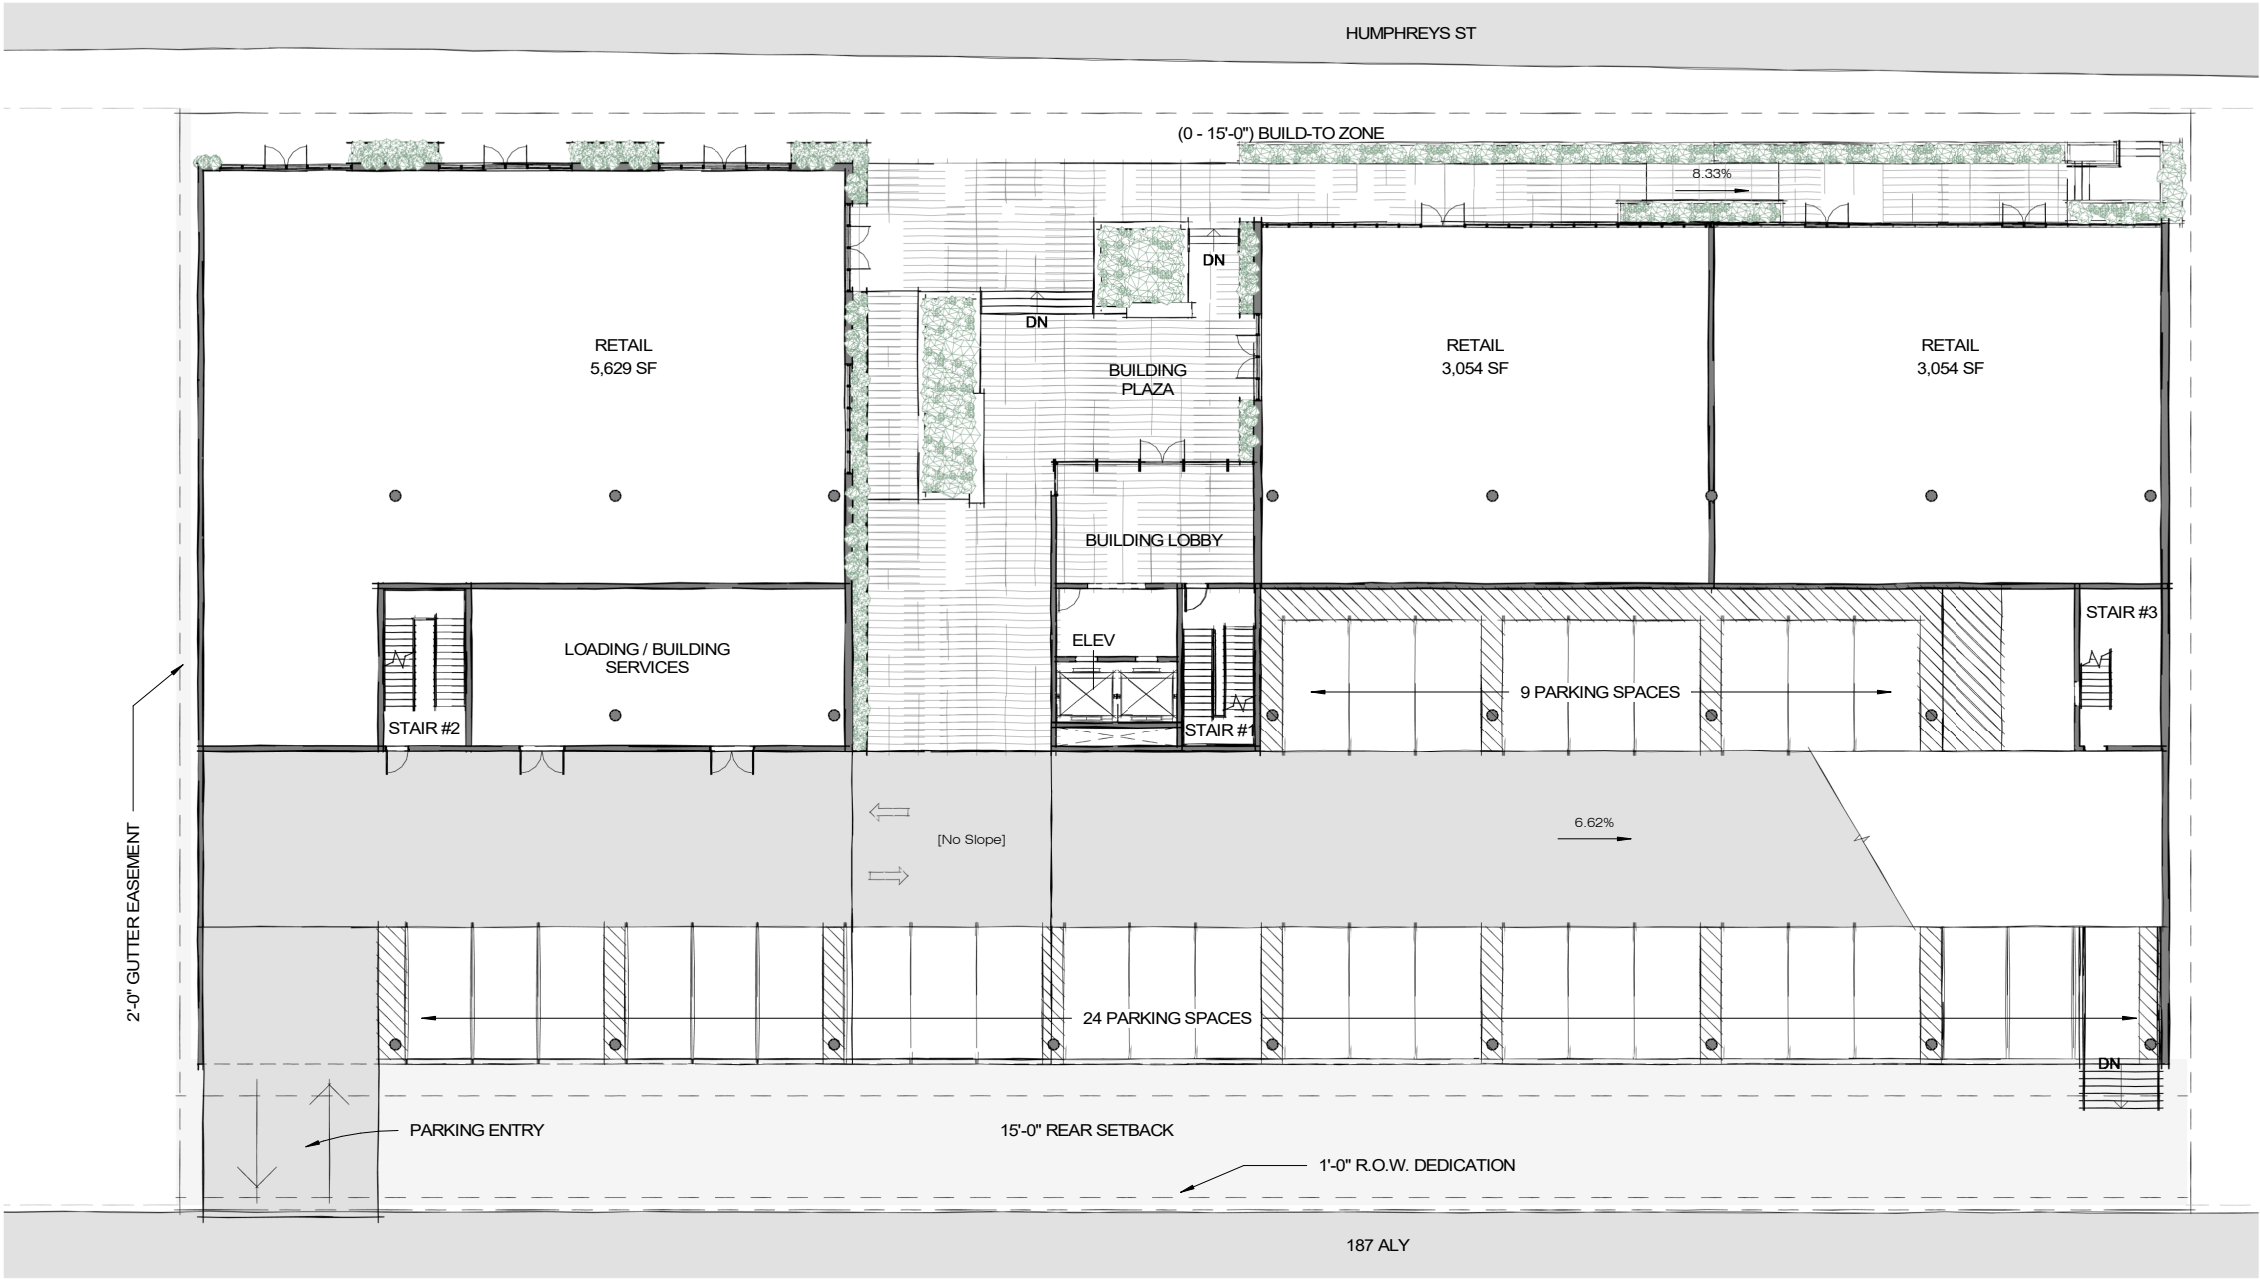 HUMPHREYS ST
(0 - 15'-0") BUILD-TO ZONE
8.33%
DN
DN
RETAIL
5,629 SF
BUILDING
PLAZA
RETAIL
3,054 SF
RETAIL
3,054 SF
BUILDING LOBBY
STAIR #3
ELEV
LOADING / BUILDING
SERVICES
9 PARKING SPACES
STAIR #2
STAIR #1
6.62%
[No Slope]
2'-0" GUTTER EASEMENT
24 PARKING SPACES
DN
PARKING ENTRY
15'-0" REAR SETBACK
1'-0" R.O.W. DEDICATION
187 ALY